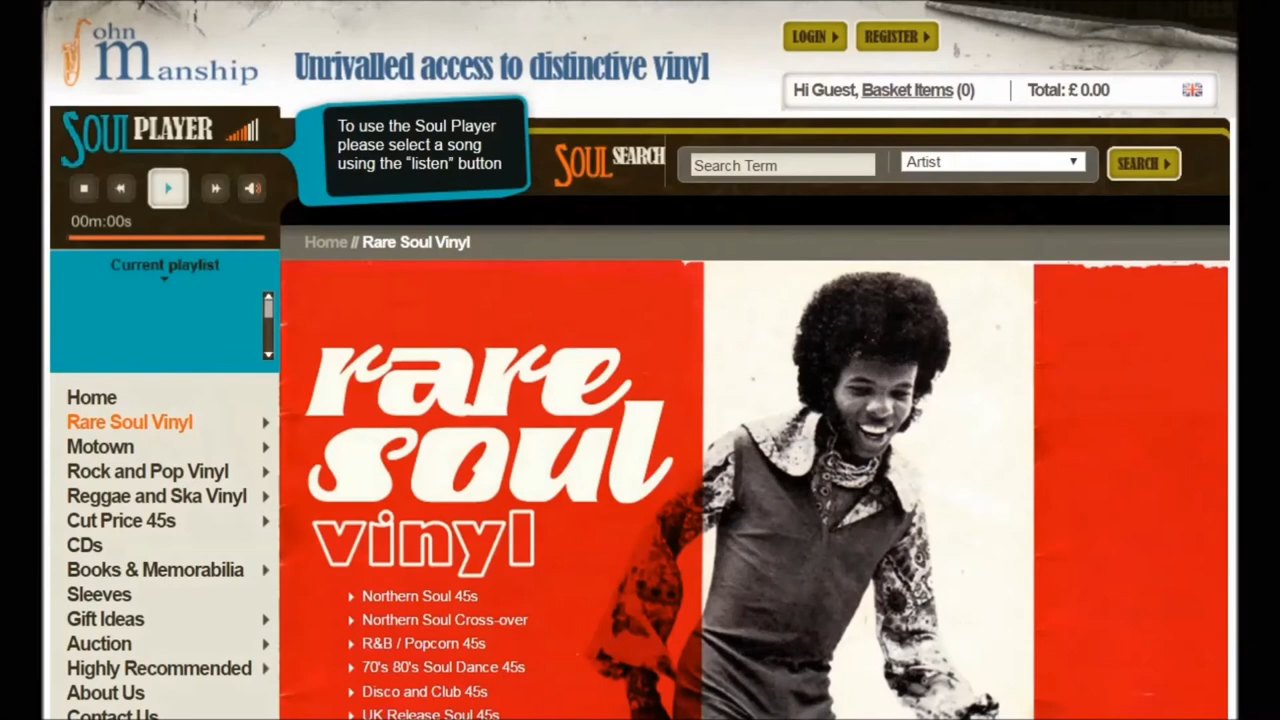 John
Manship
Unrivalled access to distinctive vinyl
LOGIN
REGISTER
Hi Guest, Basket Items (0)
Total: £ 0.00
SOUL PLAYER
To use the Soul Player
please select a song
using the “listen” button
SOUL SEARCH
Search Term
Artist
SEARCH
00m:00s
Current playlist
Home // Rare Soul Vinyl
Home
Rare Soul Vinyl
Motown
Rock and Pop Vinyl
Reggae and Ska Vinyl
Cut Price 45s
CDs
Books & Memorabilia
Sleeves
Gift Ideas
Auction
Highly Recommended
About Us
Contact Us
rare
soul
vinyl
Northern Soul 45s
Northern Soul Cross-over
R&B / Popcorn 45s
70's 80's Soul Dance 45s
Disco and Club 45s
UK Release Soul 45s